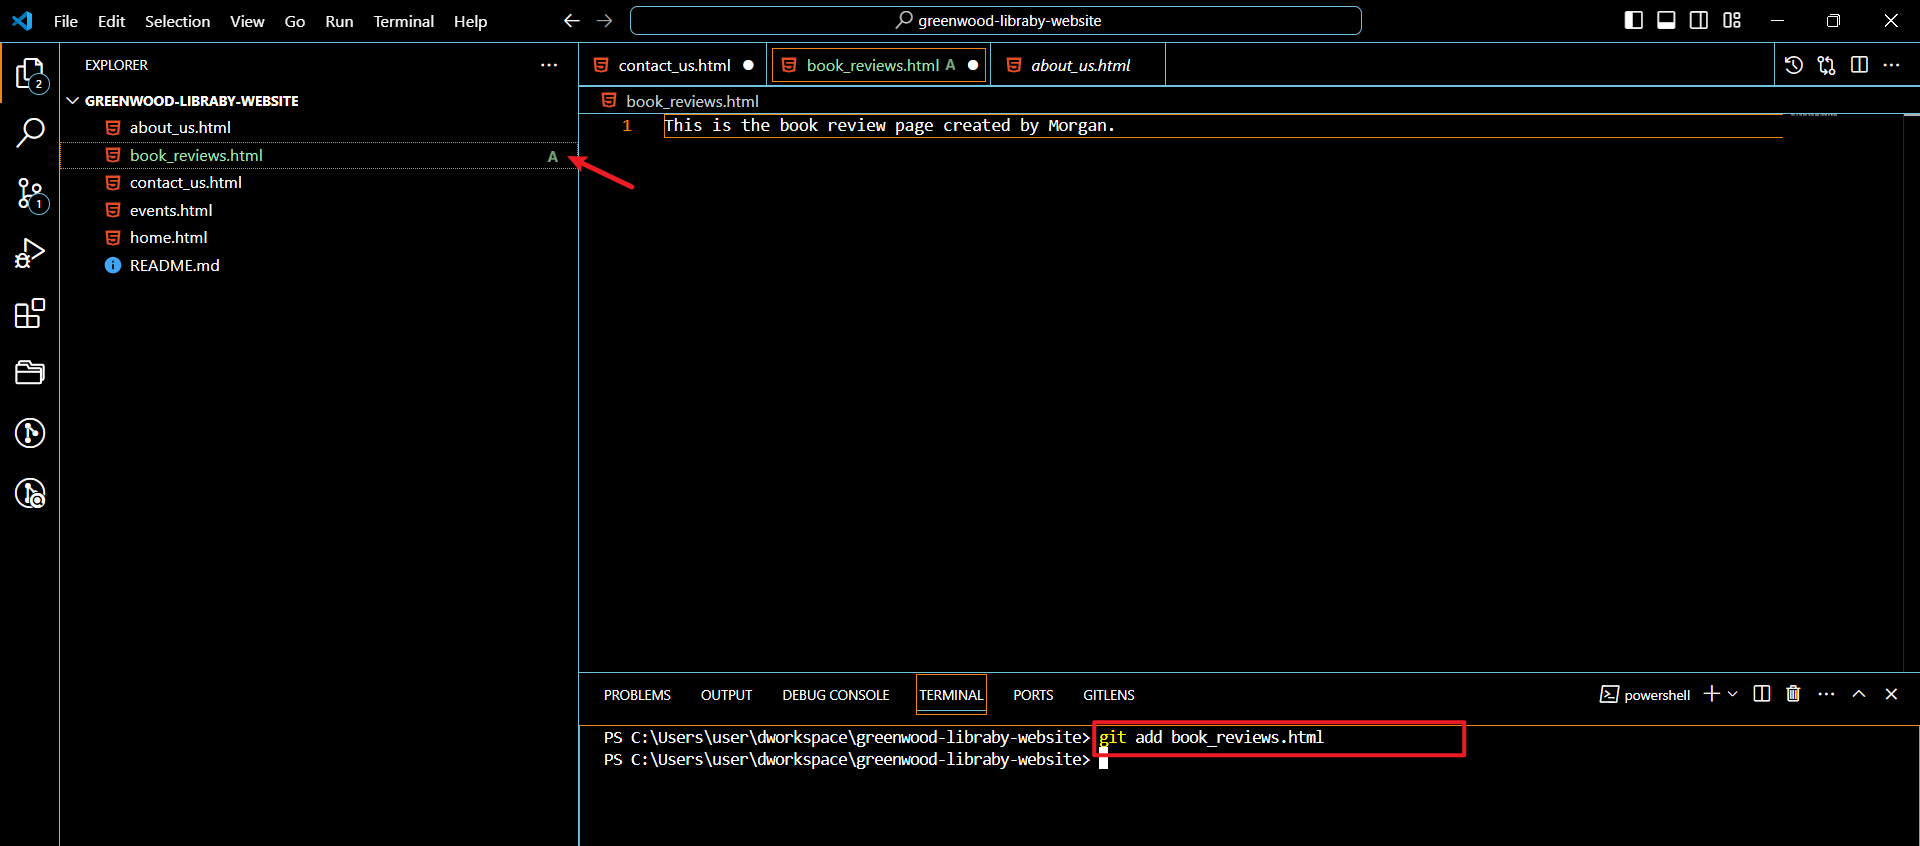 File Edit Selection View Go Run Terminal Help
greenwood-libraby-website
EXPLORER
2
GREENWOOD-LIBRABY-WEBSITE
about_us.html
book_reviews.html A
contact_us.html
1
events.html
home.html
README.md
contact_us.html
book_reviews.html A
about_us.html
book_reviews.html
1 This is the book review page created by Morgan.
PROBLEMS OUTPUT DEBUG CONSOLE TERMINAL PORTS GITLENS
powershell
PS C:\Users\user\dworkspace\greenwood-libraby-website> git add book_reviews.html
PS C:\Users\user\dworkspace\greenwood-libraby-website>